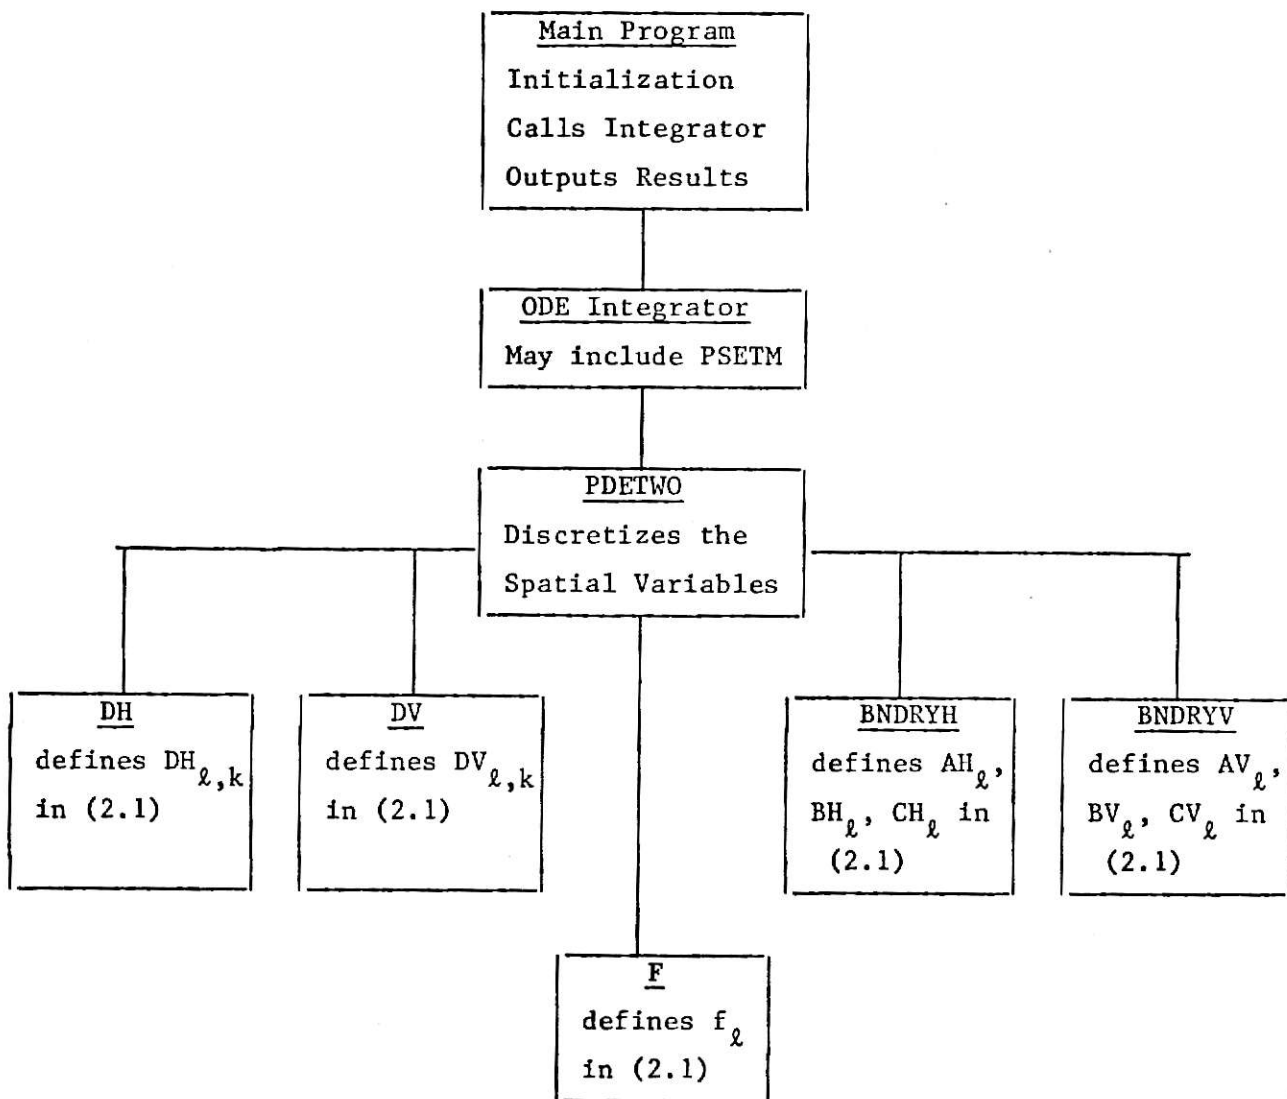 Main Program
Initialization
Calls Integrator
Outputs Results
ODE Integrator
May include PSETM
PDETWO
Discretizes the
Spatial Variables
DH
defines DHℓ,k
in (2.1)
DV
defines DVℓ,k
in (2.1)
BNDRYH
defines AHℓ,
BHℓ, CHℓ in
(2.1)
BNDRYV
defines AVℓ,
BVℓ, CVℓ in
(2.1)
F
defines fℓ
in (2.1)